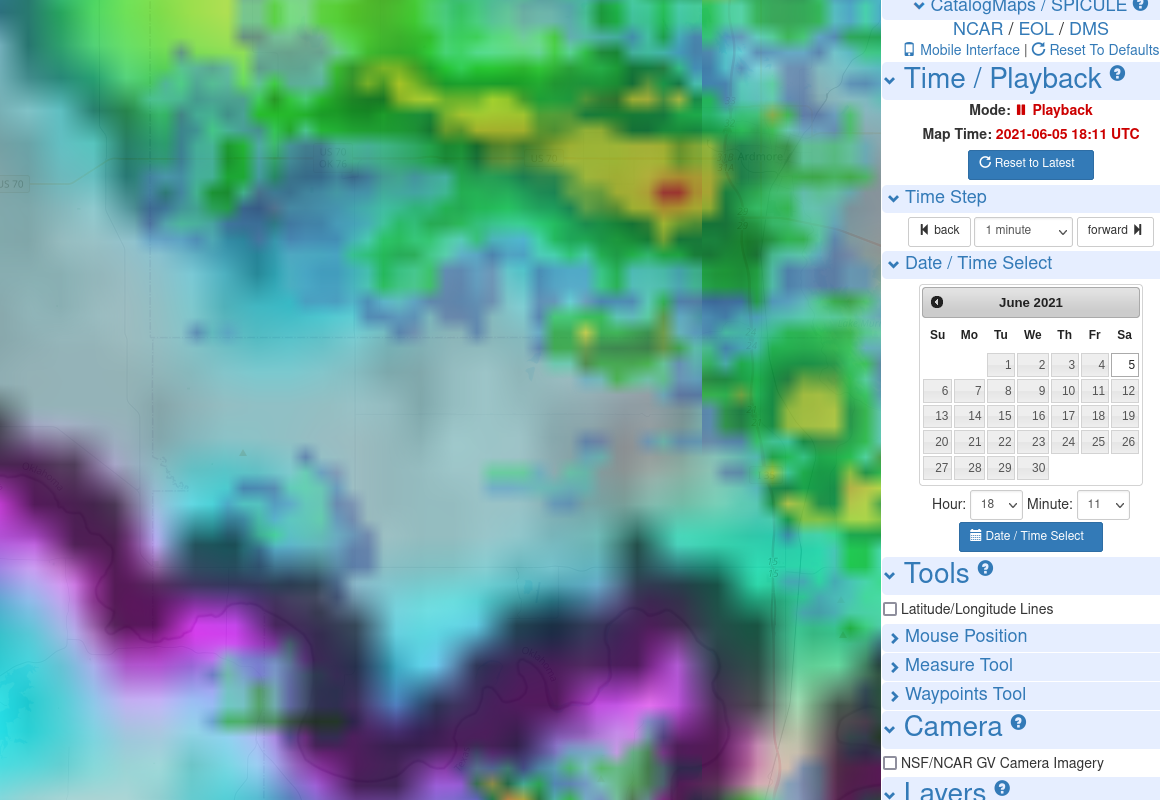 US 70
Ardmore
CatalogMaps / SPICULE
NCAR / EOL / DMS
Mobile Interface | Reset To Defaults
Time / Playback
Mode: Playback
Map Time: 2021-06-05 18:11 UTC
Reset to Latest
Time Step
back 1 minute forward
Date / Time Select
June 2021
Su Mo Tu We Th Fr Sa
1 2 3 4 5
6 7 8 9 10 11 12
13 14 15 16 17 18 19
20 21 22 23 24 25 26
27 28 29 30
Hour: 18 Minute: 11
Date / Time Select
Tools
Latitude/Longitude Lines
Mouse Position
Measure Tool
Waypoints Tool
Camera
NSF/NCAR GV Camera Imagery
Layers